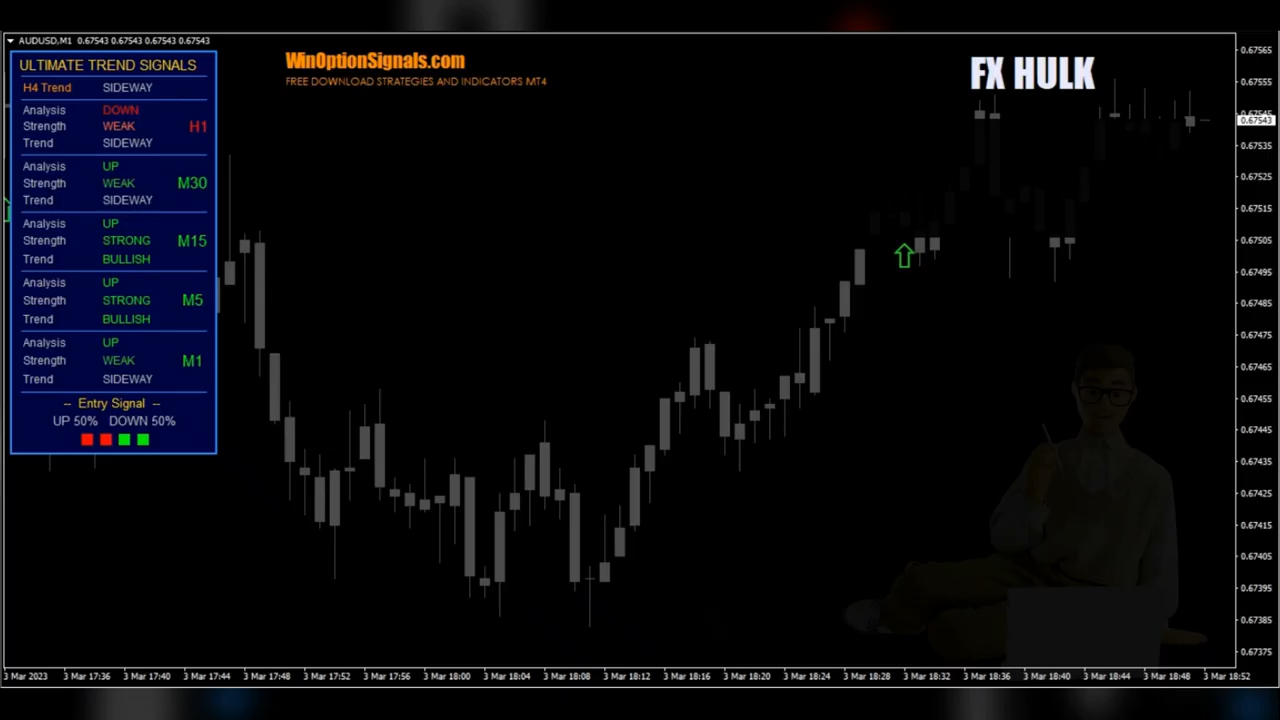 AUDUSD,M1 0.67543 0.67543 0.67543 0.67543
ULTIMATE TREND SIGNALS
H4 Trend SIDEWAY
Analysis DOWN
Strength WEAK H1
Trend SIDEWAY
Analysis UP
Strength WEAK M30
Trend SIDEWAY
Analysis UP
Strength STRONG M15
Trend BULLISH
Analysis UP
Strength STRONG M5
Trend BULLISH
Analysis UP
Strength WEAK M1
Trend SIDEWAY
-- Entry Signal --
UP 50% DOWN 50%
WinOptionSignals.com
FREE DOWNLOAD STRATEGIES AND INDICATORS MT4
FX HULK
0.67565
0.67555
0.67543
0.67535
0.67525
0.67515
0.67505
0.67495
0.67485
0.67475
0.67465
0.67455
0.67445
0.67435
0.67425
0.67415
0.67405
0.67395
0.67385
0.67375
3 Mar 2023 3 Mar 17:36 3 Mar 17:40 3 Mar 17:44 3 Mar 17:48 3 Mar 17:52 3 Mar 17:56 3 Mar 18:00 3 Mar 18:04 3 Mar 18:08 3 Mar 18:12 3 Mar 18:16 3 Mar 18:20 3 Mar 18:24 3 Mar 18:28 3 Mar 18:32 3 Mar 18:36 3 Mar 18:40 3 Mar 18:44 3 Mar 18:48 3 Mar 18:52